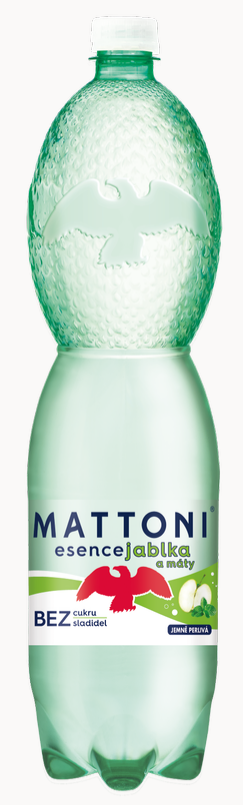 MATTONI®
esence jablka
a máty
BEZ cukru
sladidel
JEMNĚ PERLIVÁ